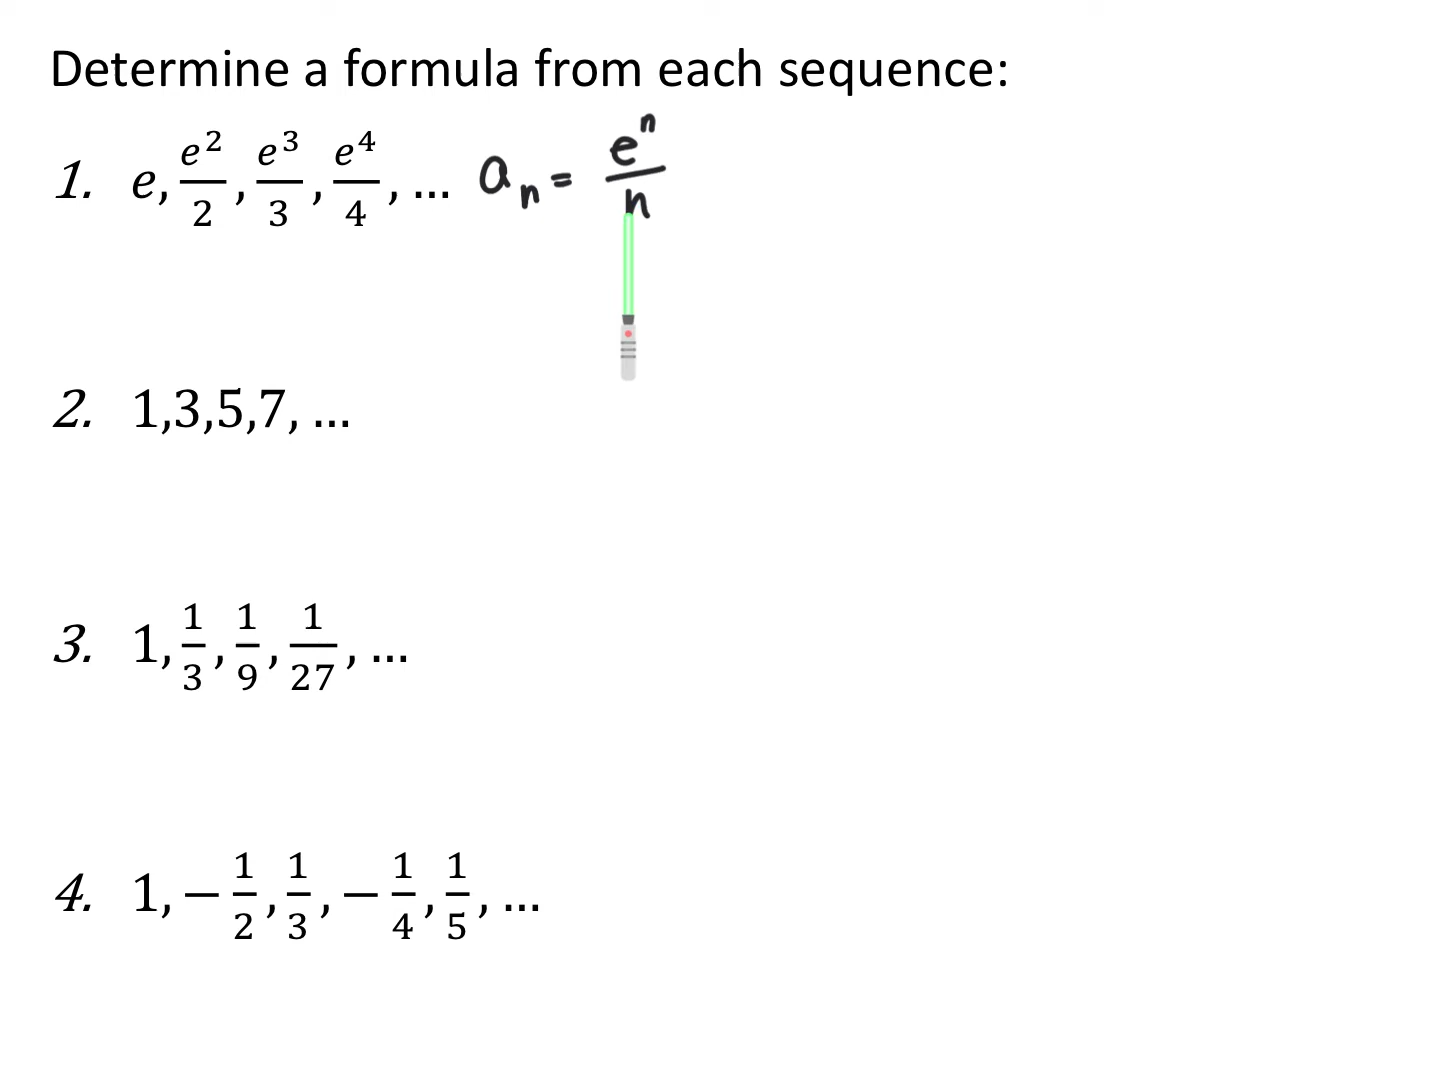 Determine a formula from each sequence:
1. e, e²/2, e³/3, e⁴/4, … aₙ = eⁿ/n
2. 1,3,5,7, …
3. 1, 1/3, 1/9, 1/27, …
4. 1, −1/2, 1/3, −1/4, 1/5, …